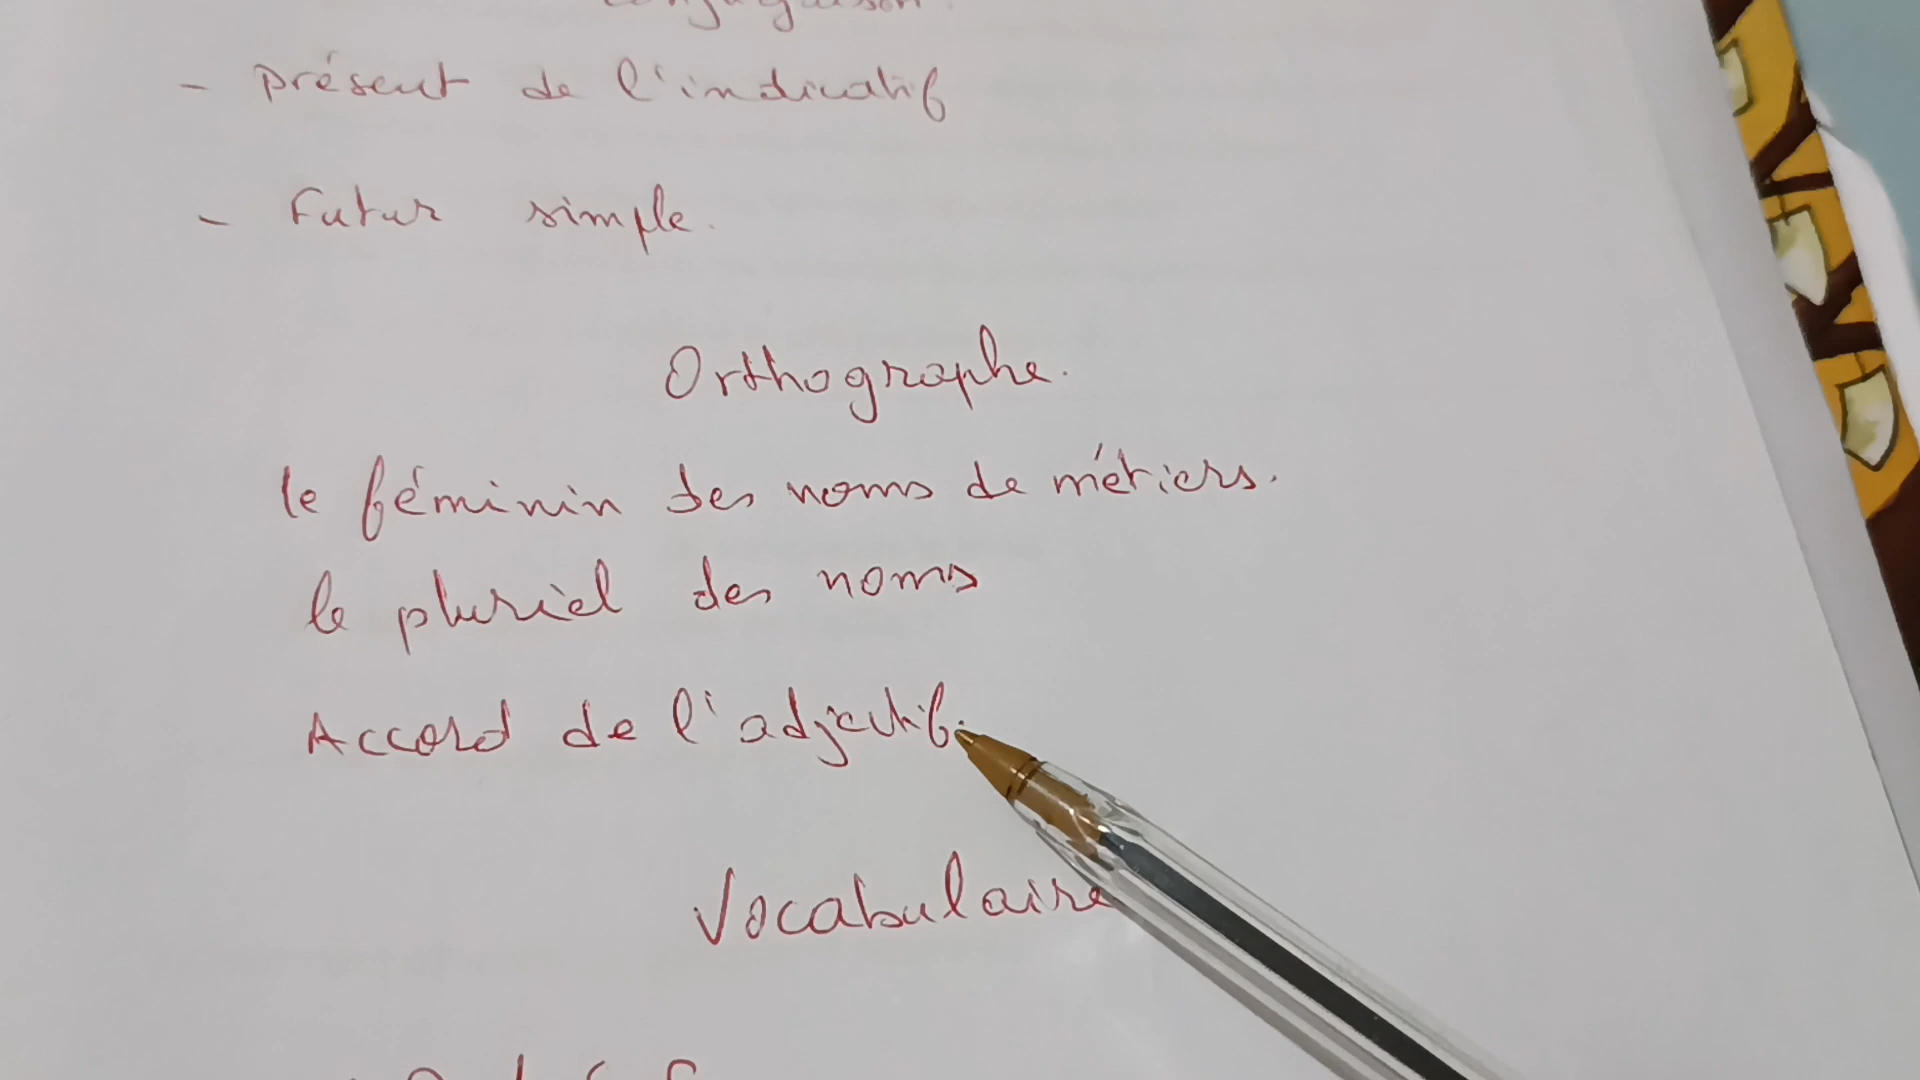 conjugaison.
- Présent de l'indicatif
- Futur simple.
Orthographe.
le féminin des noms de métiers.
le pluriel des noms
Accord de l'adjectif.
Vocabulaire